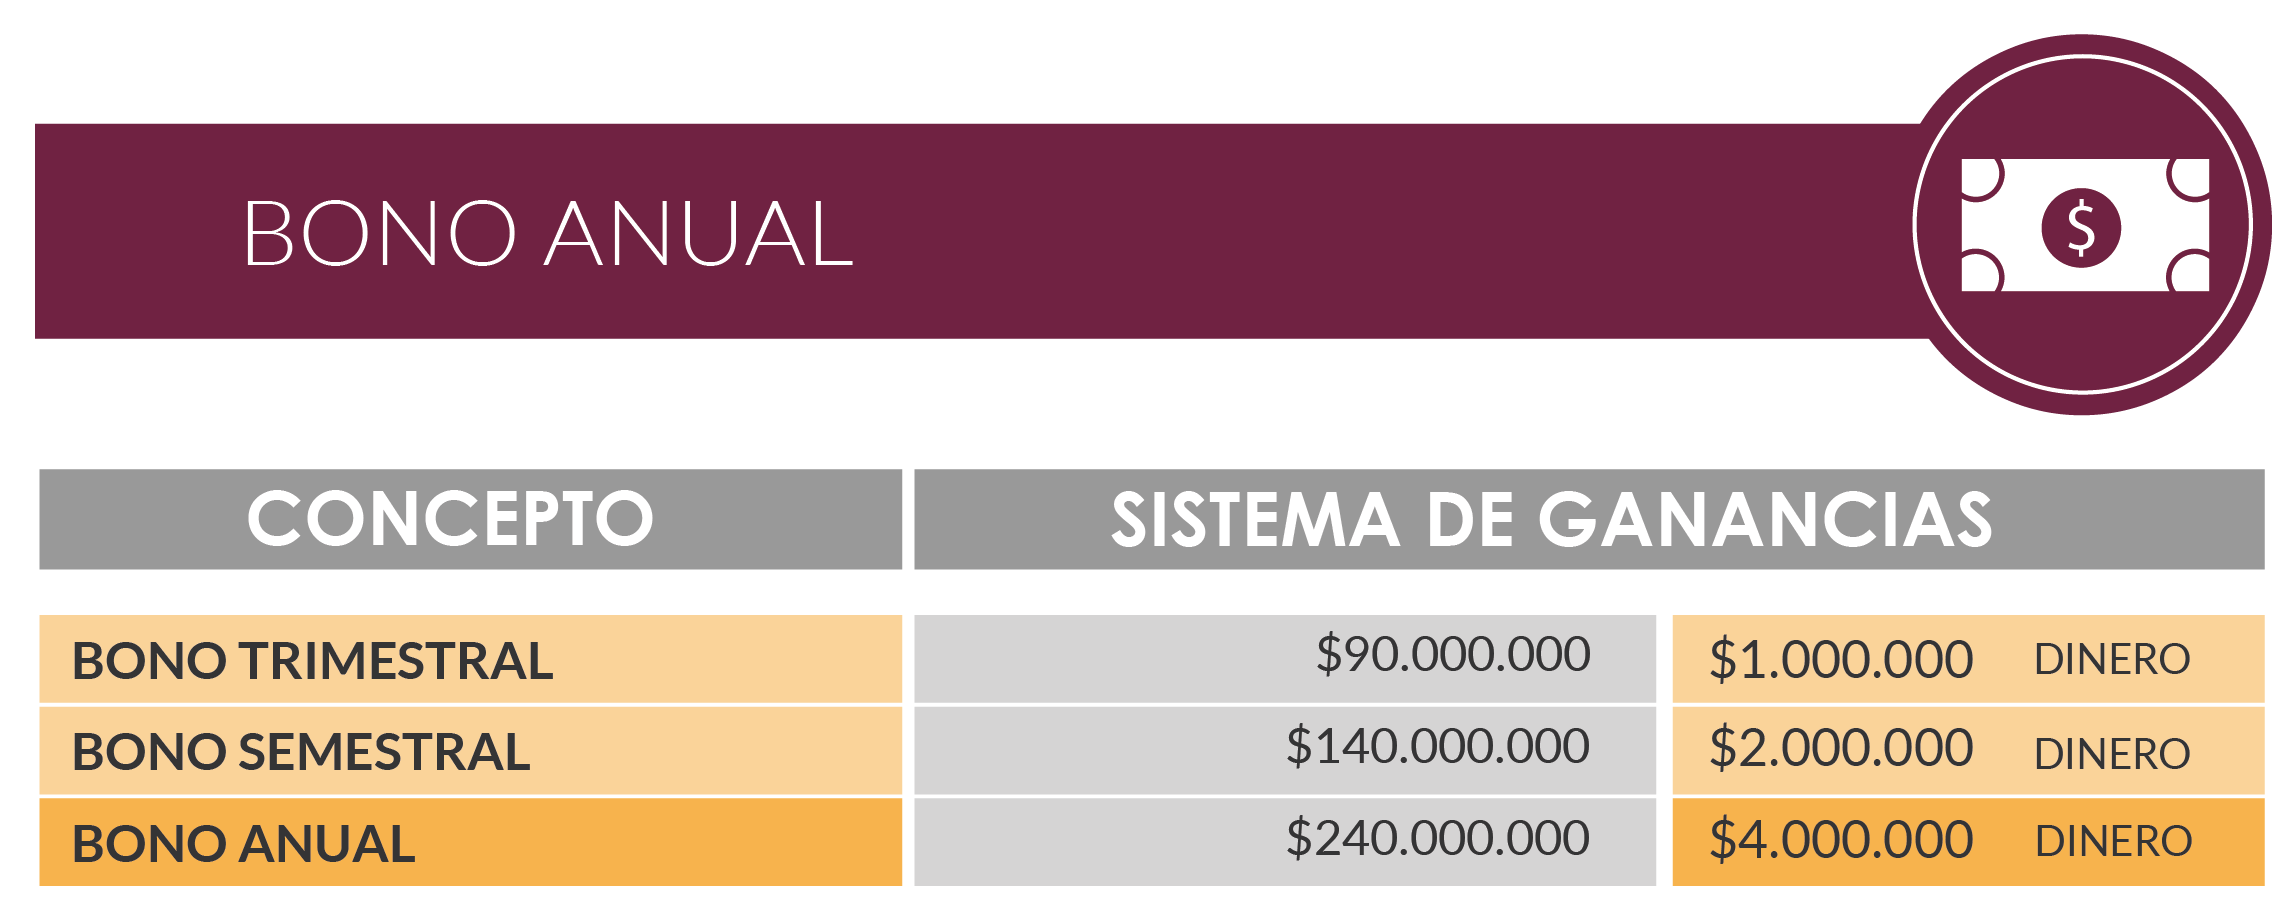 BONO ANUAL
$
CONCEPTO SISTEMA DE GANANCIAS
BONO TRIMESTRAL $90.000.000 $1.000.000 DINERO
BONO SEMESTRAL $140.000.000 $2.000.000 DINERO
BONO ANUAL $240.000.000 $4.000.000 DINERO